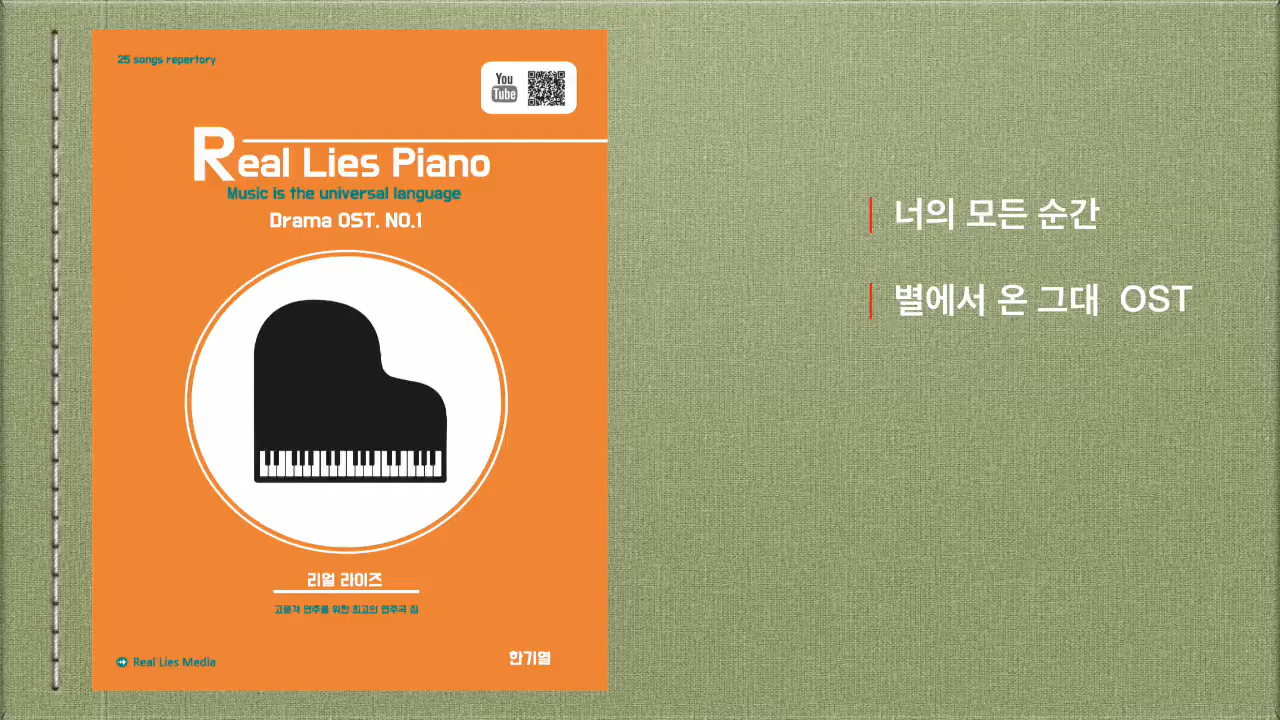 25 songs repertory
You
Tube
Real Lies Piano
Music is the universal language
Drama OST. NO.1
리얼 라이즈
고품격 연주를 위한 최고의 연주곡 집
Real Lies Media
한기열
너의 모든 순간
별에서 온 그대 OST